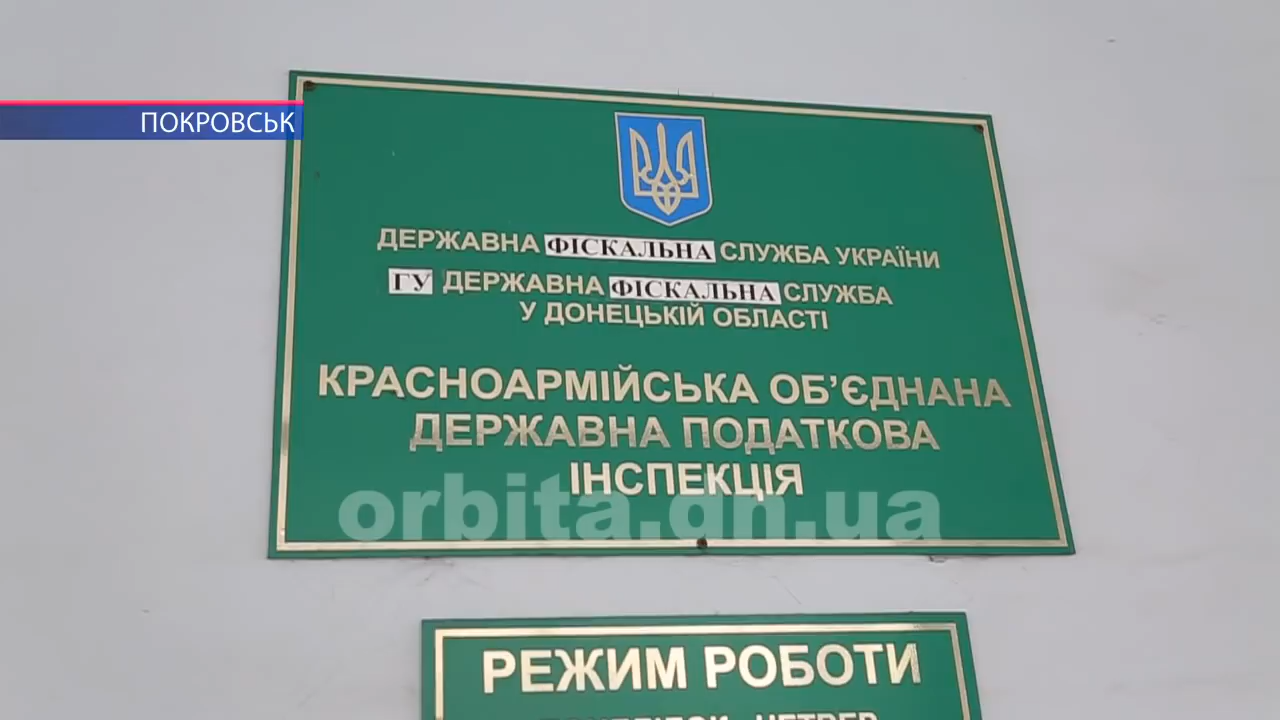 ПОКРОВСЬК
ДЕРЖАВНА ФІСКАЛЬНА СЛУЖБА УКРАЇНИ
ГУ ДЕРЖАВНА ФІСКАЛЬНА СЛУЖБА
У ДОНЕЦЬКІЙ ОБЛАСТІ
КРАСНОАРМІЙСЬКА ОБ’ЄДНАНА
ДЕРЖАВНА ПОДАТКОВА
ІНСПЕКЦІЯ
orbita.dn.ua
РЕЖИМ РОБОТИ